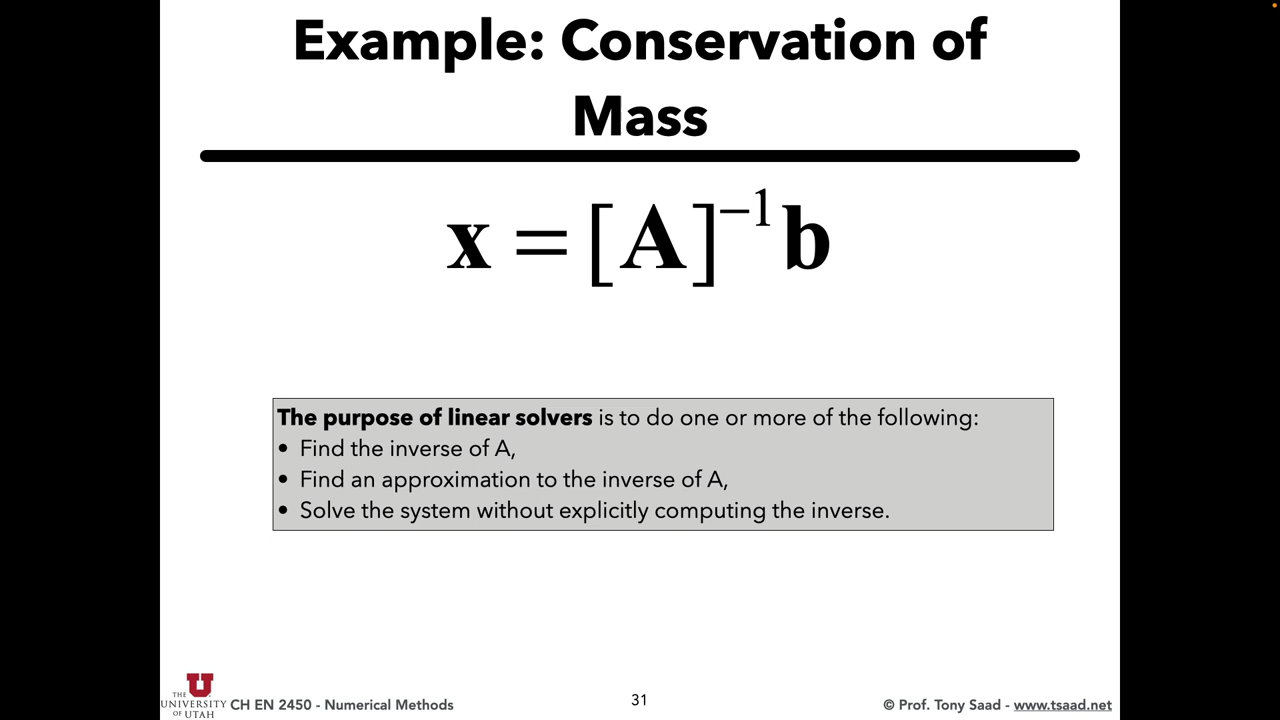 Example: Conservation of
Mass
x = [A]⁻¹ b
The purpose of linear solvers is to do one or more of the following:
• Find the inverse of A,
• Find an approximation to the inverse of A,
• Solve the system without explicitly computing the inverse.
THE
UNIVERSITY
OF UTAH
CH EN 2450 - Numerical Methods
31
© Prof. Tony Saad - www.tsaad.net